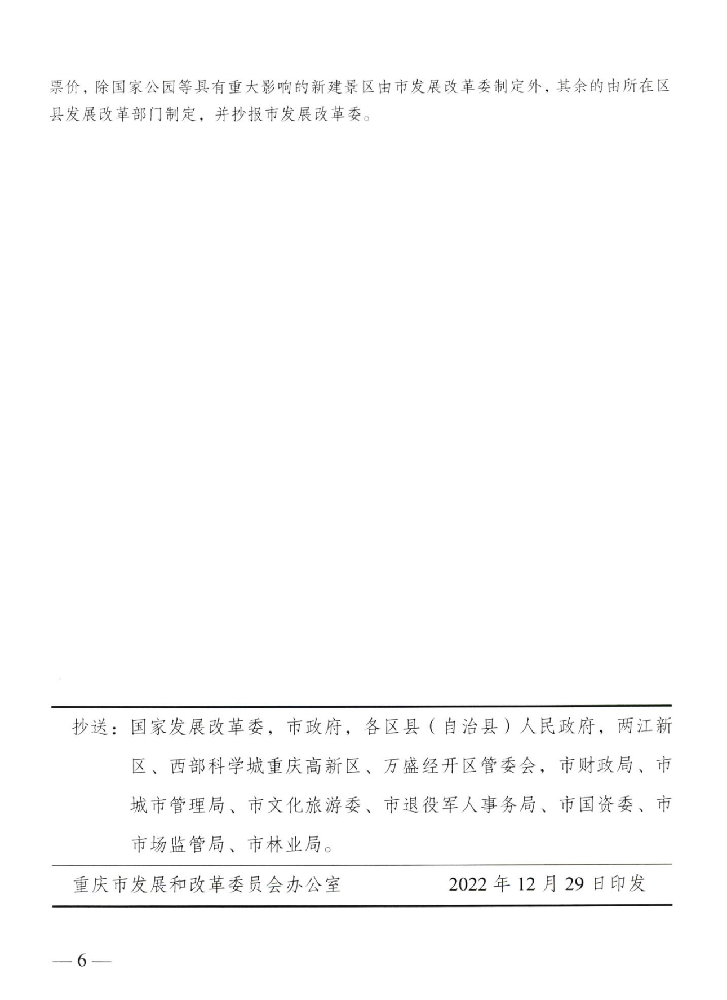 票价，除国家公园等具有重大影响的新建景区由市发展改革委制定外，其余的由所在区
县发展改革部门制定，并抄报市发展改革委。
抄送：国家发展改革委，市政府，各区县（自治县）人民政府，两江新
区、西部科学城重庆高新区、万盛经开区管委会，市财政局、市
城市管理局、市文化旅游委、市退役军人事务局、市国资委、市
市场监管局、市林业局。
重庆市发展和改革委员会办公室 2022 年 12 月 29 日印发
— 6 —